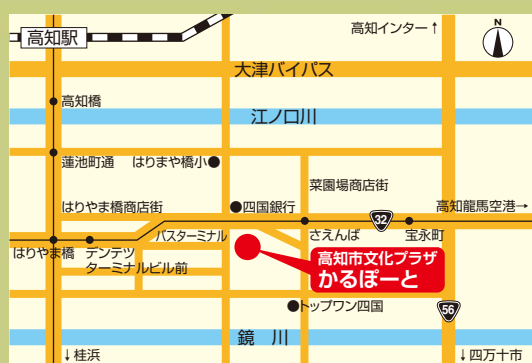 高知駅
高知インター↑
N
大津バイパス
高知橋
江ノ口川
蓮池町通
はりまや橋小
菜園場商店街
はりやま橋商店街
四国銀行
32
高知龍馬空港→
はりやま橋
デンテツ
ターミナルビル前
バスターミナル
さえんば
宝永町
高知市文化プラザ
かるぽーと
トップワン四国
56
鏡 川
↓桂浜
↓四万十市